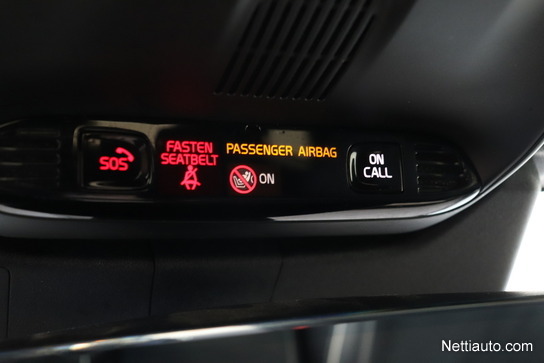 SOS
FASTEN
SEATBELT
PASSENGER AIRBAG
ON
ON
CALL
Nettiauto.com